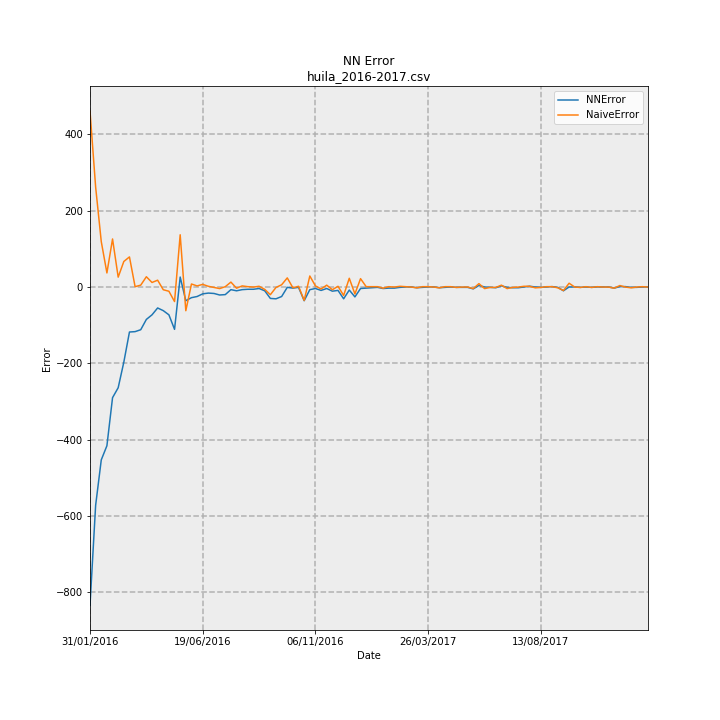 NN Error
huila_2016-2017.csv
NNError
NaiveError
400
200
0
−200
−400
−600
−800
Error
31/01/2016
19/06/2016
06/11/2016
26/03/2017
13/08/2017
Date